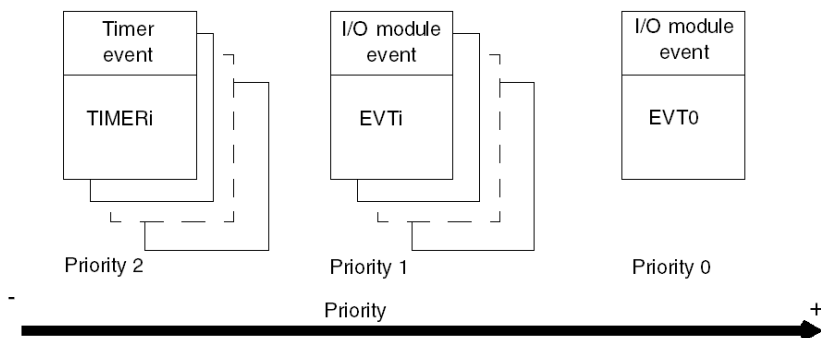 Timer
event
TIMERi
I/O module
event
EVTi
I/O module
event
EVT0
Priority 2
Priority 1
Priority 0
-
Priority
+